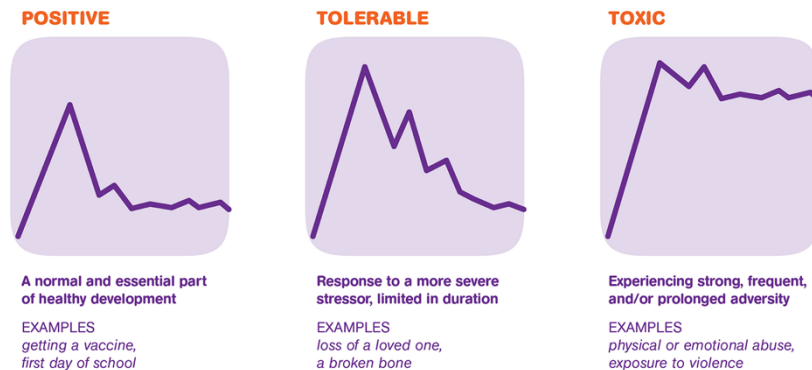 POSITIVE
A normal and essential part
of healthy development
EXAMPLES
getting a vaccine,
first day of school
TOLERABLE
Response to a more severe
stressor, limited in duration
EXAMPLES
loss of a loved one,
a broken bone
TOXIC
Experiencing strong, frequent,
and/or prolonged adversity
EXAMPLES
physical or emotional abuse,
exposure to violence